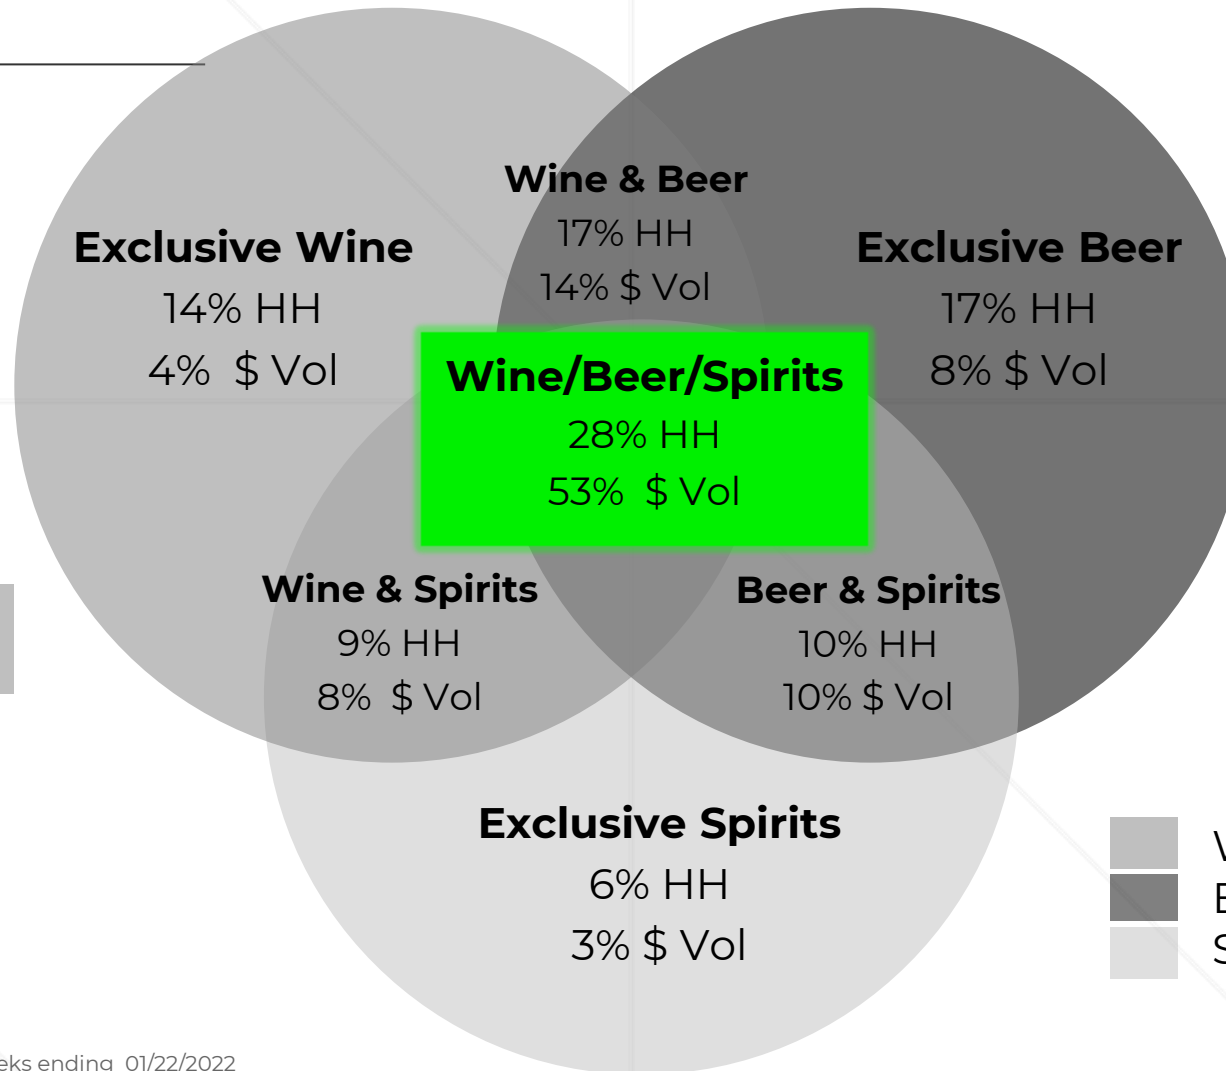 Wine & Beer
17% HH
14% $ Vol
Exclusive Wine
14% HH
4% $ Vol
Exclusive Beer
17% HH
8% $ Vol
Wine/Beer/Spirits
28% HH
53% $ Vol
Wine & Spirits
9% HH
8% $ Vol
Beer & Spirits
10% HH
10% $ Vol
Exclusive Spirits
6% HH
3% $ Vol
ending 01/22/2022